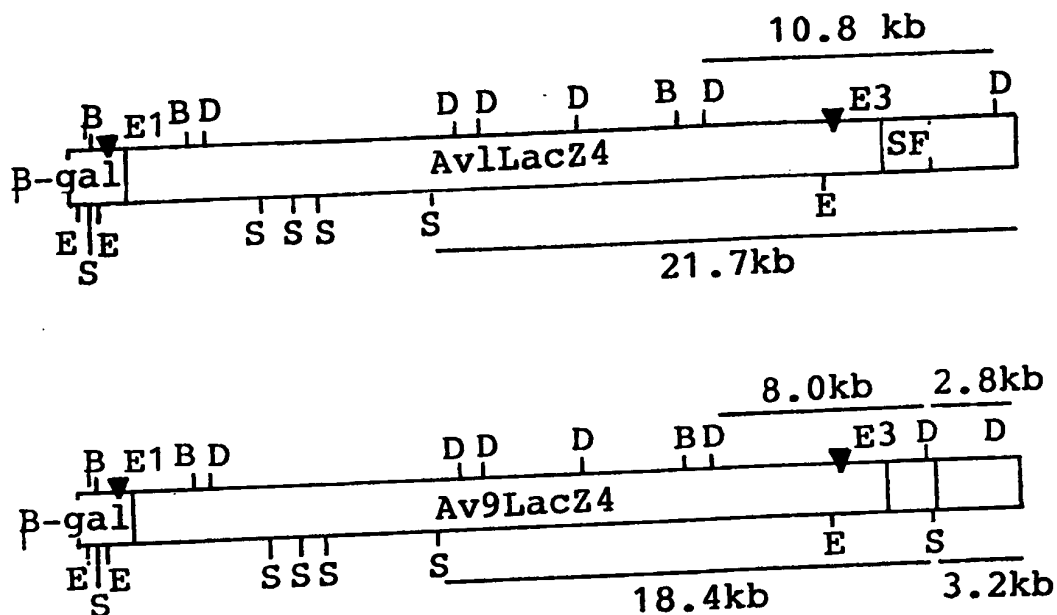 10.8 kb
B E1 B D D D D B D E3 D
β-gal Av1LacZ4 SF
E S E S S S S E
21.7kb
8.0kb 2.8kb
B E1 B D D D D B D E3 D D
β-gal Av9LacZ4
E S E S S S S E S
18.4kb 3.2kb